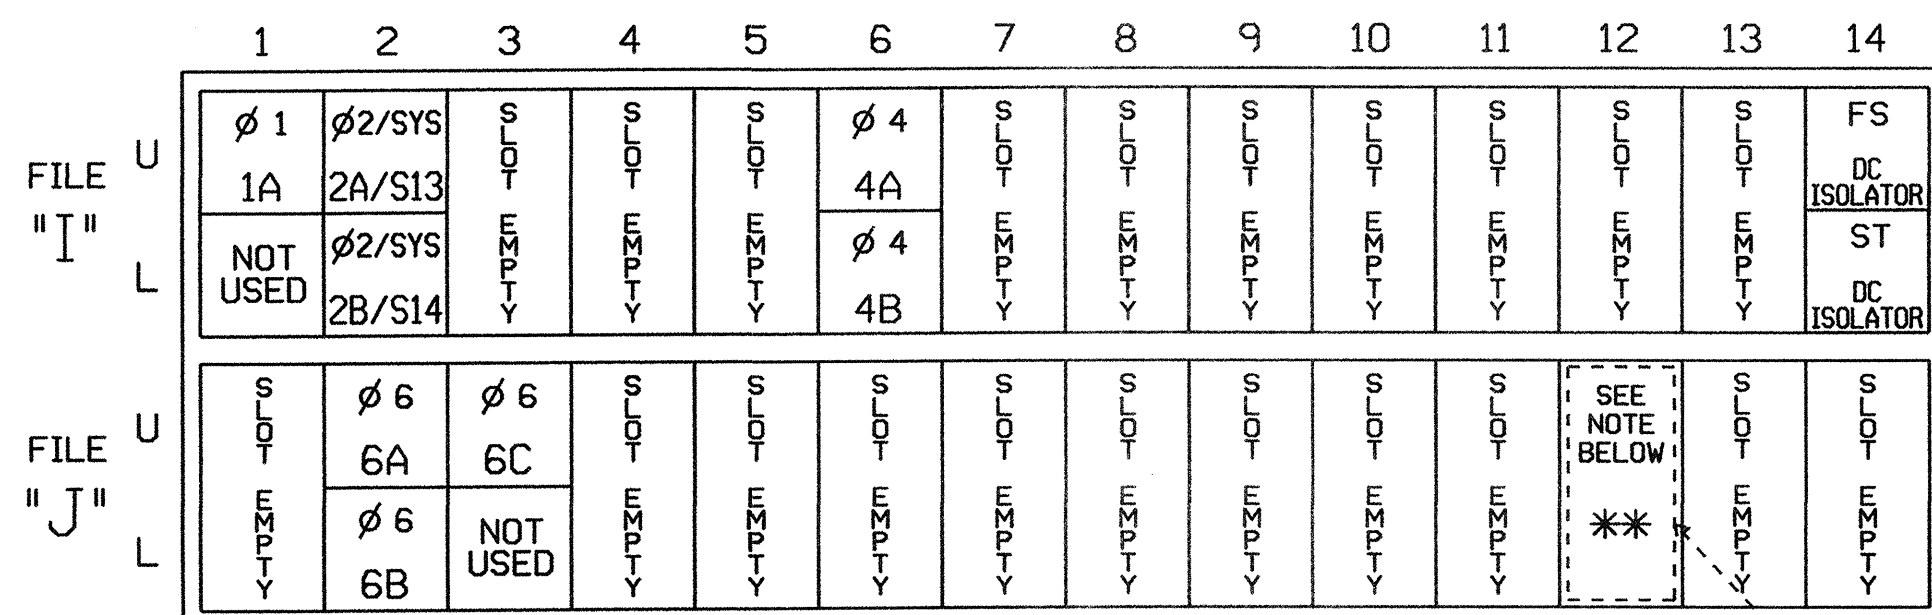 1 2 3 4 5 6 7 8 9 10 11 12 13 14
FILE "I"
U
L
Ø 1
1A
NOT USED
Ø2/SYS
2A/S13
Ø2/SYS
2B/S14
SLOT EMPTY
SLOT EMPTY
SLOT EMPTY
Ø 4
4A
Ø 4
4B
SLOT EMPTY
SLOT EMPTY
SLOT EMPTY
SLOT EMPTY
SLOT EMPTY
SLOT EMPTY
SLOT EMPTY
FS
DC
ISOLATOR
ST
DC
ISOLATOR
FILE "J"
U
L
SLOT EMPTY
Ø 6
6A
Ø 6
6B
Ø 6
6C
NOT USED
SLOT EMPTY
SLOT EMPTY
SLOT EMPTY
SLOT EMPTY
SLOT EMPTY
SLOT EMPTY
SLOT EMPTY
SLOT EMPTY
SEE
NOTE
BELOW
**
SLOT EMPTY
SLOT EMPTY